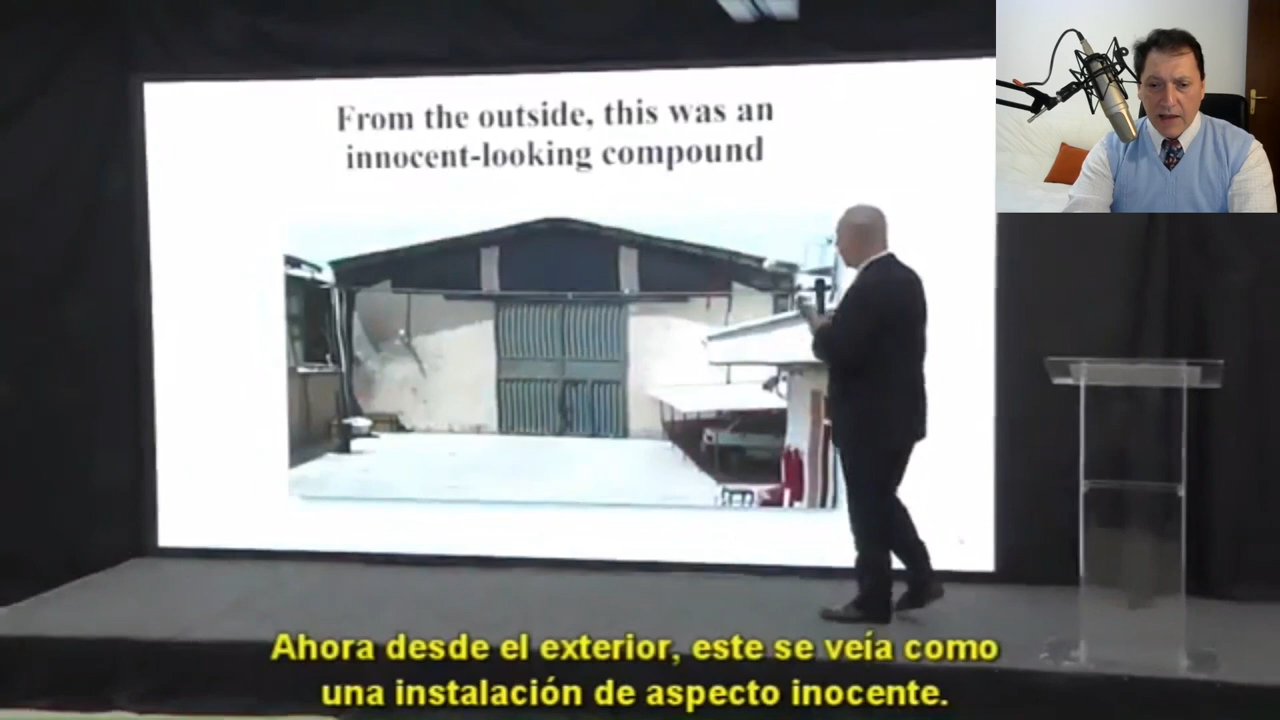 From the outside, this was an
innocent-looking compound
Ahora desde el exterior, este se veía como
una instalación de aspecto inocente.